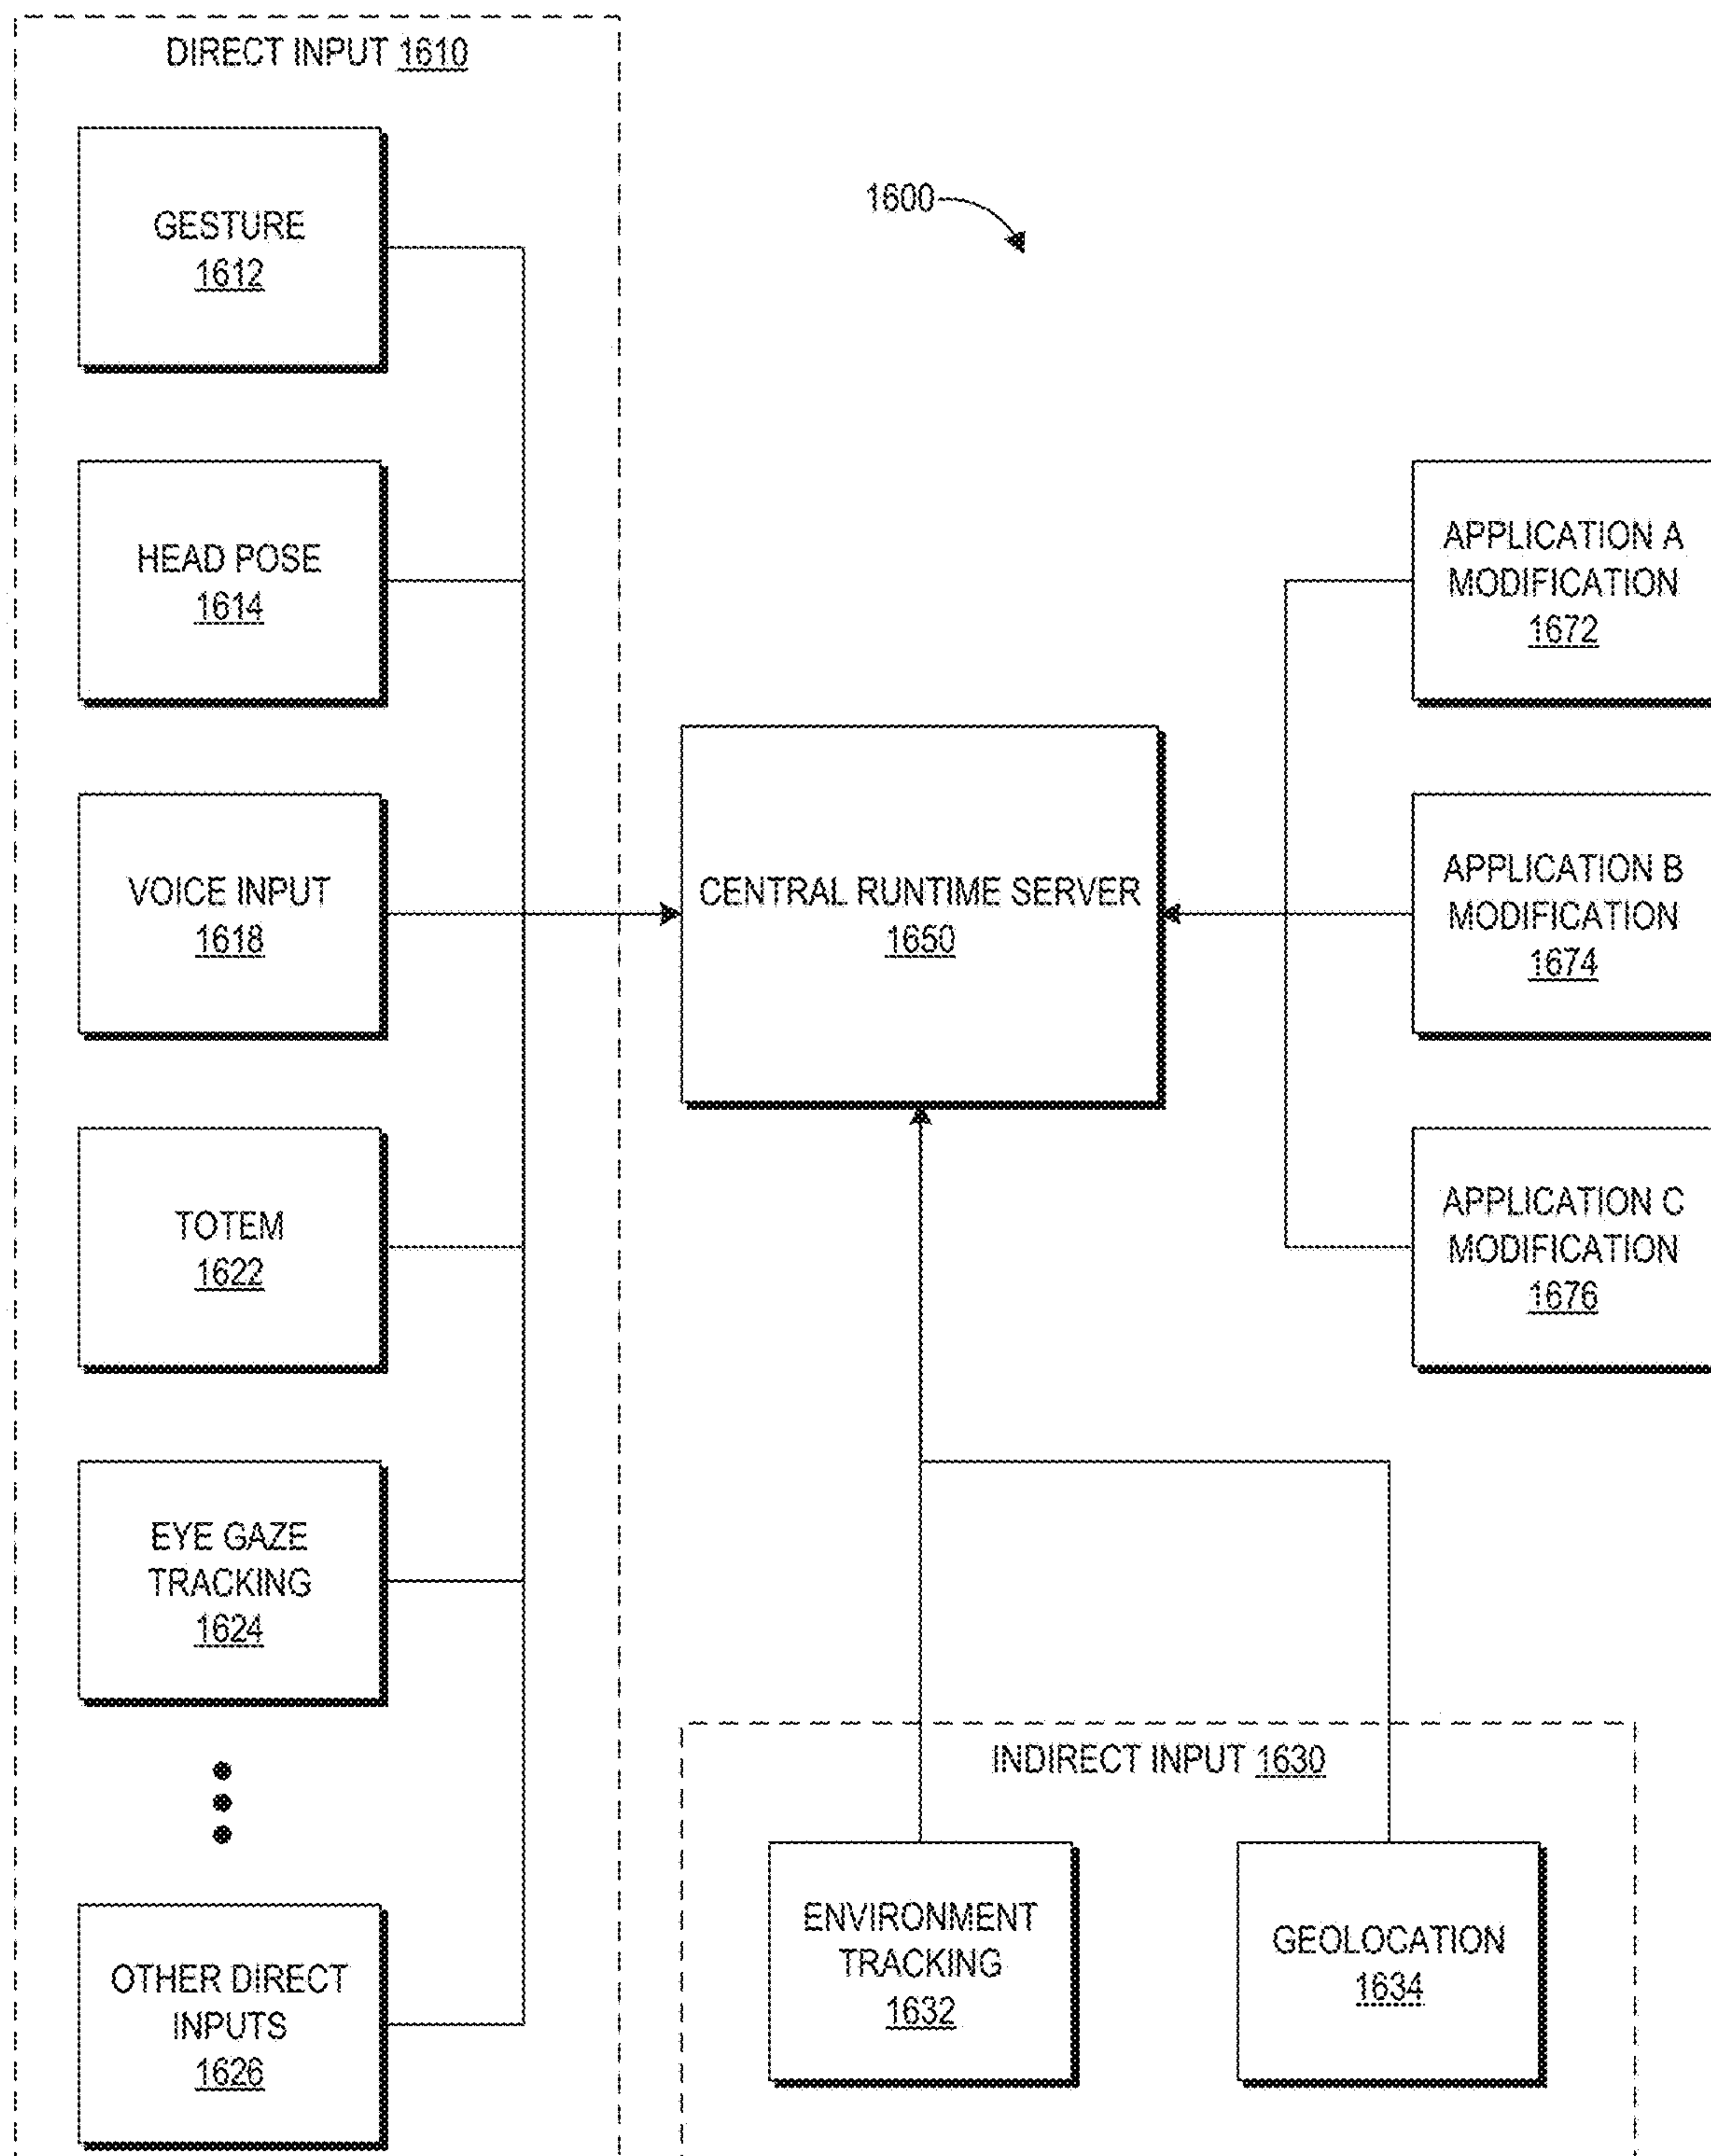 DIRECT INPUT 1610
GESTURE
1612
HEAD POSE
1614
VOICE INPUT
1618
TOTEM
1622
EYE GAZE
TRACKING
1624
OTHER DIRECT
INPUTS
1626
1600
CENTRAL RUNTIME SERVER
1650
APPLICATION A
MODIFICATION
1672
APPLICATION B
MODIFICATION
1674
APPLICATION C
MODIFICATION
1676
INDIRECT INPUT 1630
ENVIRONMENT
TRACKING
1632
GEOLOCATION
1634